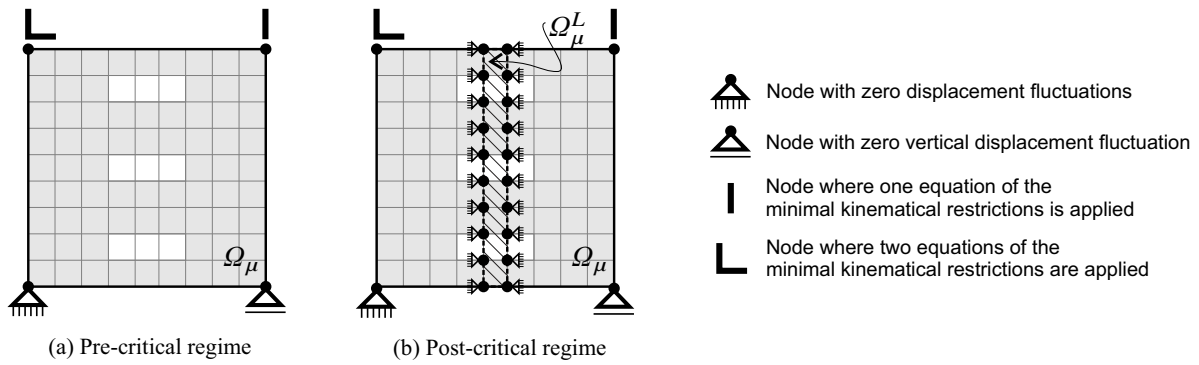 Ω_μ^L
Ω_μ
Ω_μ
(a) Pre-critical regime
(b) Post-critical regime
Node with zero displacement fluctuations
Node with zero vertical displacement fluctuation
Node where one equation of the
minimal kinematical restrictions is applied
Node where two equations of the
minimal kinematical restrictions are applied